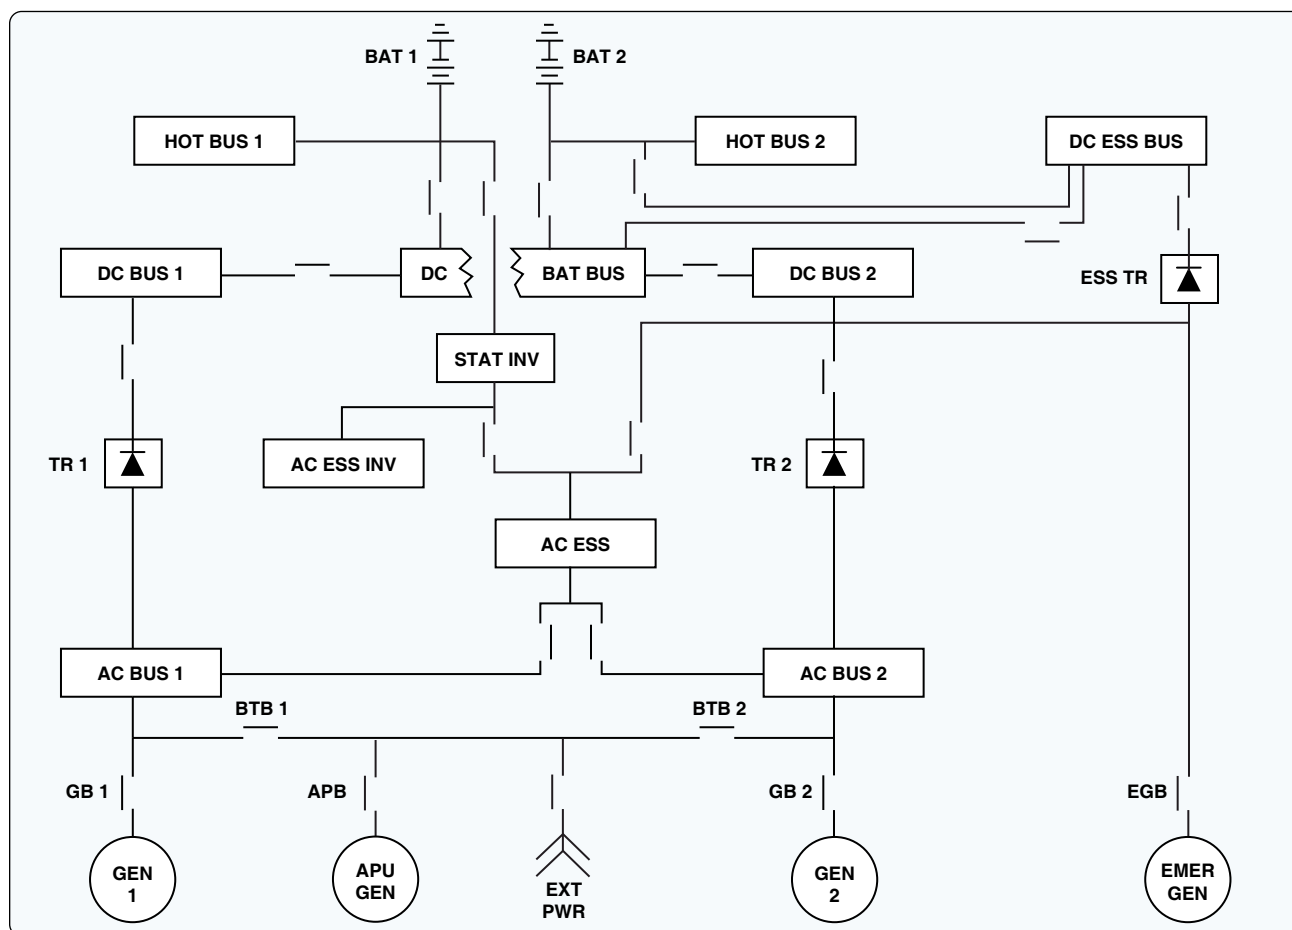 BAT 1
BAT 2
HOT BUS 1
HOT BUS 2
DC ESS BUS
DC BUS 1
DC
BAT BUS
DC BUS 2
ESS TR
STAT INV
TR 1
AC ESS INV
TR 2
AC ESS
AC BUS 1
AC BUS 2
BTB 1
BTB 2
GB 1
APB
GB 2
EGB
GEN
1
APU
GEN
EXT
PWR
GEN
2
EMER
GEN